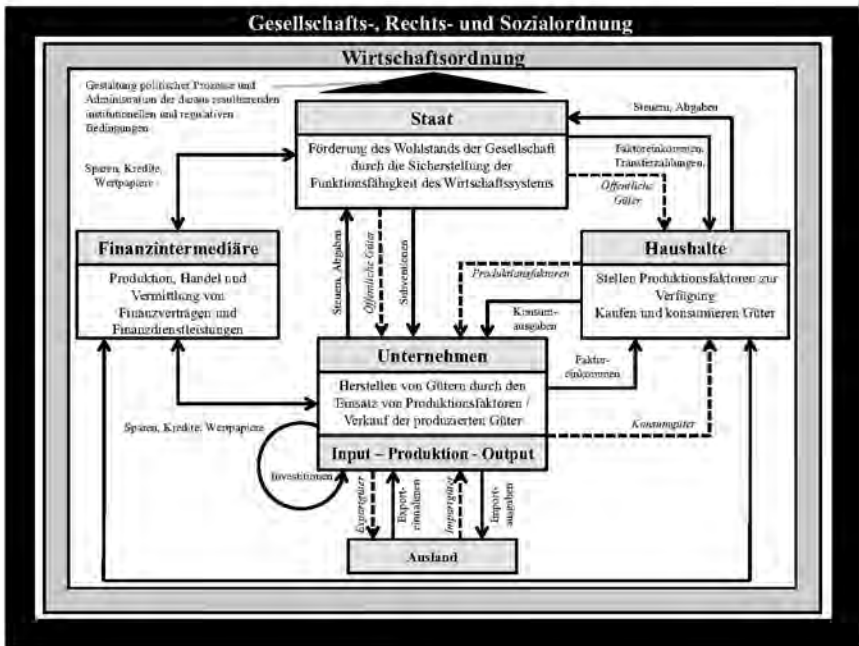 Gesellschafts-, Rechts- und Sozialordnung
Wirtschaftsordnung
Gestaltung politischer Prozesse und
Administration der daraus resultierenden
institutionellen und regulativen
Bedingungen
Staat
Förderung des Wohlstands der Gesellschaft
durch die Sicherstellung der
Funktionsfähigkeit des Wirtschaftssystems
Steuern, Abgaben
Faktoreinkommen,
Transferzahlungen,
Öffentliche
Güter
Sparen, Kredite,
Wertpapiere
Finanzintermediäre
Produktion, Handel und
Vermittlung von
Finanzverträgen und
Finanzdienstleistungen
Steuern, Abgaben
Öffentliche Güter
Subventionen
Haushalte
Stellen Produktionsfaktoren zur
Verfügung
Kaufen und konsumieren Güter
Produktionsfaktoren
Konsum-
ausgaben
Unternehmen
Herstellen von Gütern durch den
Einsatz von Produktionsfaktoren /
Verkauf der produzierten Güter
Input – Produktion - Output
Faktor-
einkommen
Konsumgüter
Sparen, Kredite, Wertpapiere
Investitionen
Exportgüter
Export-
einnahmen
Importgüter
Import-
ausgaben
Ausland